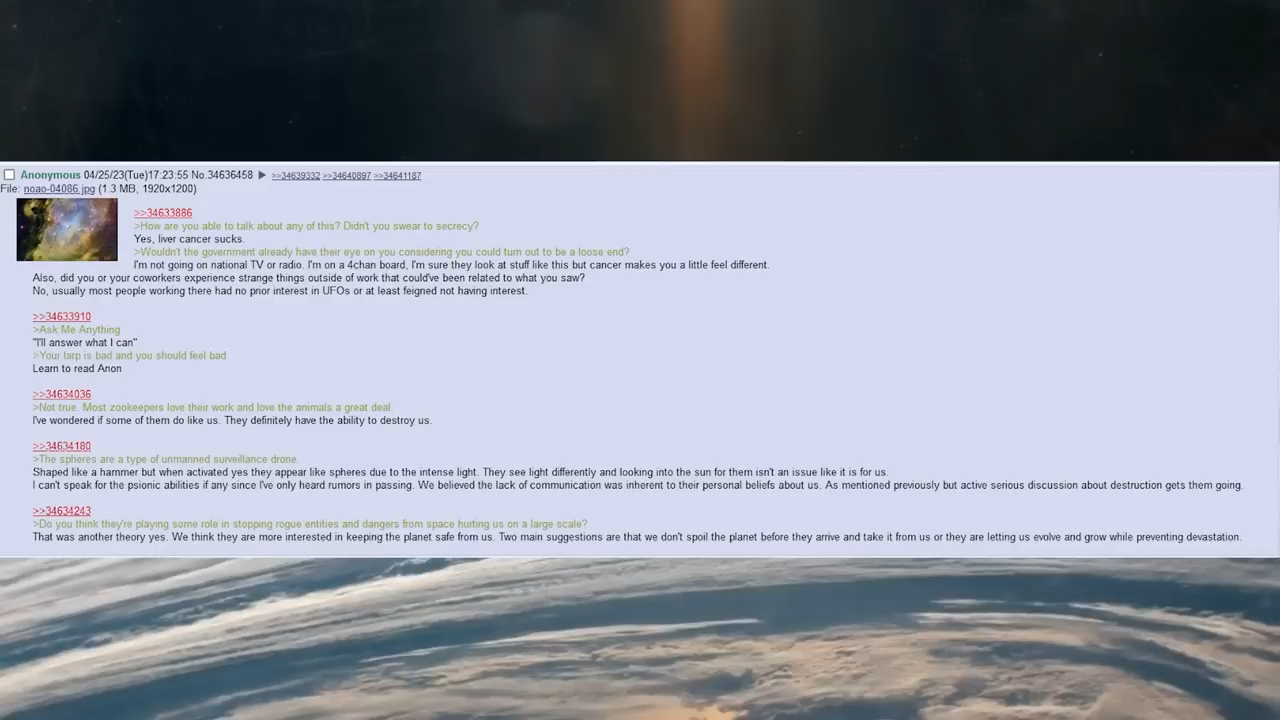 Anonymous 04/25/23(Tue)17:23:55 No.34636458 ▶ >>34639332 >>34640897 >>34641187
File: noao-04086.jpg (1.3 MB, 1920x1200)
>>34633886
>How are you able to talk about any of this? Didn't you swear to secrecy?
Yes, liver cancer sucks.
>Wouldn't the government already have their eye on you considering you could turn out to be a loose end?
I'm not going on national TV or radio. I'm on a 4chan board, I'm sure they look at stuff like this but cancer makes you a little feel different.
Also, did you or your coworkers experience strange things outside of work that could've been related to what you saw?
No, usually most people working there had no prior interest in UFOs or at least feigned not having interest.
>>34633910
>Ask Me Anything
"I'll answer what I can"
>Your larp is bad and you should feel bad
Learn to read Anon
>>34634036
>Not true. Most zookeepers love their work and love the animals a great deal.
I've wondered if some of them do like us. They definitely have the ability to destroy us.
>>34634180
>The spheres are a type of unmanned surveillance drone.
Shaped like a hammer but when activated yes they appear like spheres due to the intense light. They see light differently and looking into the sun for them isn't an issue like it is for us.
I can't speak for the psionic abilities if any since I've only heard rumors in passing. We believed the lack of communication was inherent to their personal beliefs about us. As mentioned previously but active serious discussion about destruction gets them going.
>>34634243
>Do you think they're playing some role in stopping rogue entities and dangers from space hurting us on a large scale?
That was another theory yes. We think they are more interested in keeping the planet safe from us. Two main suggestions are that we don't spoil the planet before they arrive and take it from us or they are letting us evolve and grow while preventing devastation.